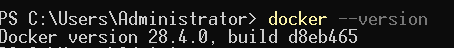 PS C:\Users\Administrator> docker --version
Docker version 28.4.0, build d8eb465